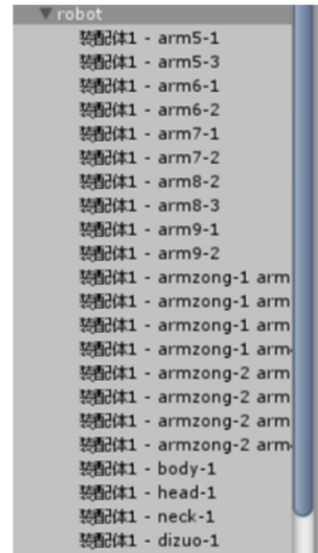 robot
装配体1 - arm5-1
装配体1 - arm5-3
装配体1 - arm6-1
装配体1 - arm6-2
装配体1 - arm7-1
装配体1 - arm7-2
装配体1 - arm8-2
装配体1 - arm8-3
装配体1 - arm9-1
装配体1 - arm9-2
装配体1 - armzong-1 arm
装配体1 - armzong-1 arm
装配体1 - armzong-1 arm
装配体1 - armzong-1 arm
装配体1 - armzong-2 arm
装配体1 - armzong-2 arm
装配体1 - armzong-2 arm
装配体1 - armzong-2 arm
装配体1 - body-1
装配体1 - head-1
装配体1 - neck-1
装配体1 - dizuo-1